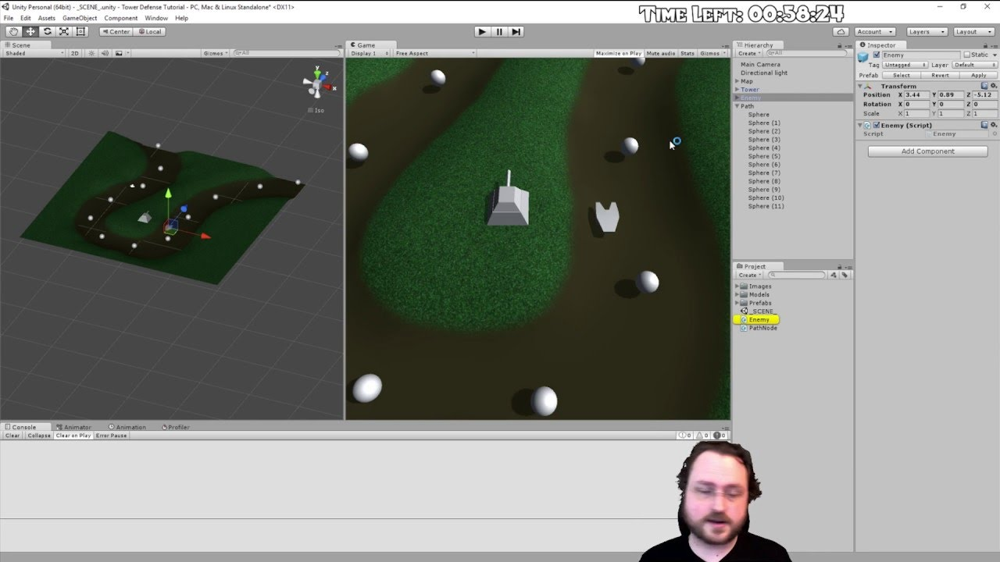 Unity Personal (64bit) - _SCENE_.unity - Tower Defense Tutorial - PC, Mac & Linux Standalone* <DX11>
Time Left: 00:58:24
File Edit Assets GameObject Component Window Help
Center Local
Account Layers Layout
Scene
Shaded 2D Gizmos All
Game
Display 1 Free Aspect Maximize on Play Mute audio Stats Gizmos
y
x
Iso
Hierarchy
Create All
Main Camera
Directional light
Map
Tower
Enemy
Path
Sphere
Sphere (1)
Sphere (2)
Sphere (3)
Sphere (4)
Sphere (5)
Sphere (6)
Sphere (7)
Sphere (8)
Sphere (9)
Sphere (10)
Sphere (11)
Project
Create
Images
Models
Prefabs
_SCENE_
Enemy
PathNode
Inspector
Enemy Static
Tag Untagged Layer Default
Prefab Select Revert Apply
Transform
Position X 3.44 Y 0.89 Z -5.12
Rotation X 0 Y 0 Z 0
Scale X 1 Y 1 Z 1
Enemy (Script)
Script Enemy
Add Component
Console Animator Animation Profiler
Clear Collapse Clear on Play Error Pause 0 0 0